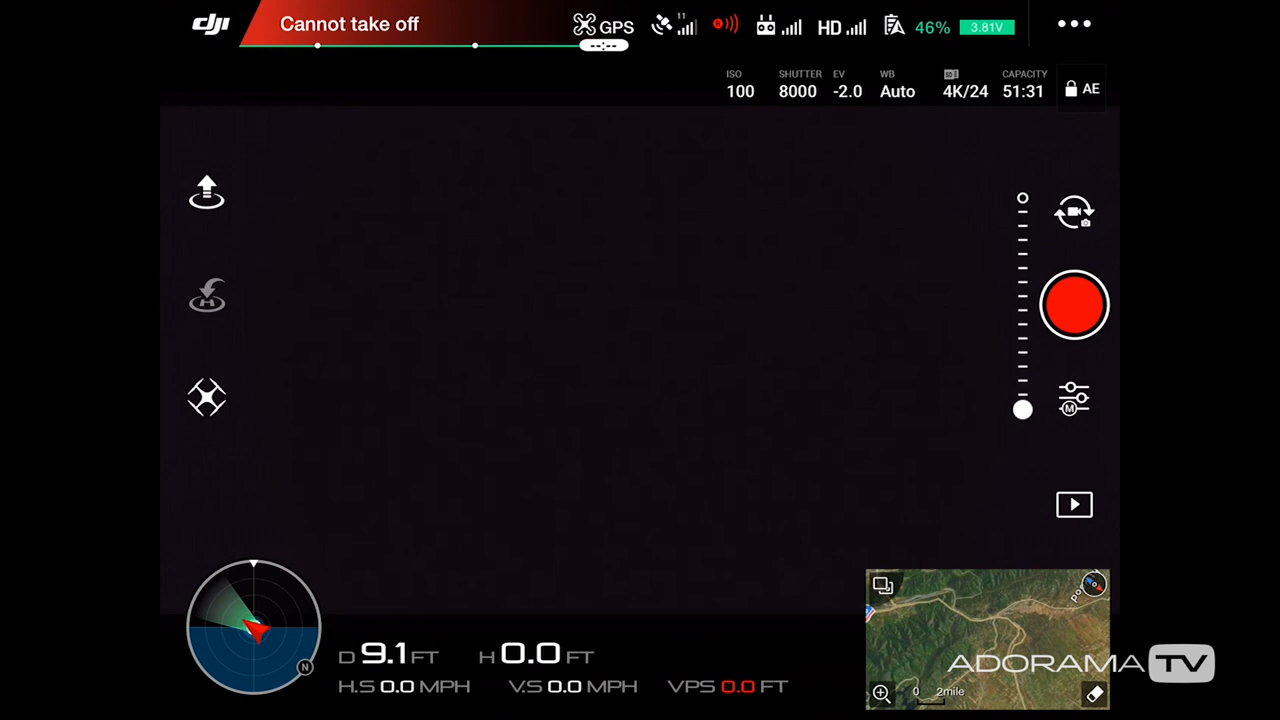 dji Cannot take off GPS 11 R HD 46% 3.81V
--:--
ISO SHUTTER EV WB SD CAPACITY
100 8000 -2.0 Auto 4K/24 51:31 AE
H
M
N
D 9.1 FT H 0.0 FT
H.S 0.0 MPH V.S 0.0 MPH VPS 0.0 FT
0 2mile
ADORAMA TV